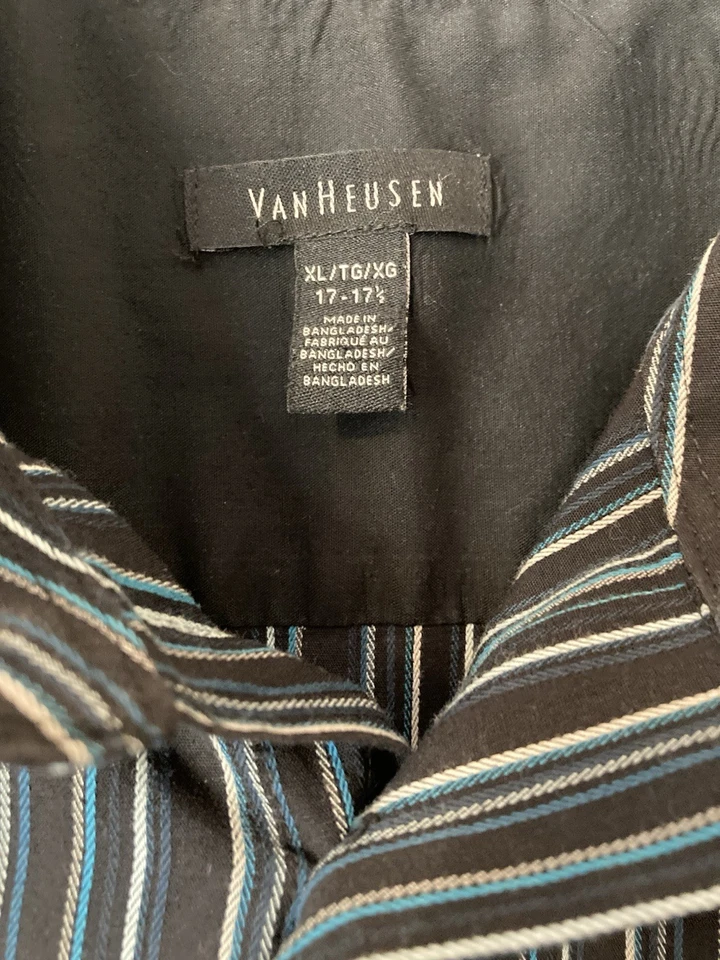 VANHEUSEN
XL/TG/XG
17-17½
MADE IN
BANGLADESH/
FABRIQUÉ AU
BANGLADESH/
HECHO EN
BANGLADESH